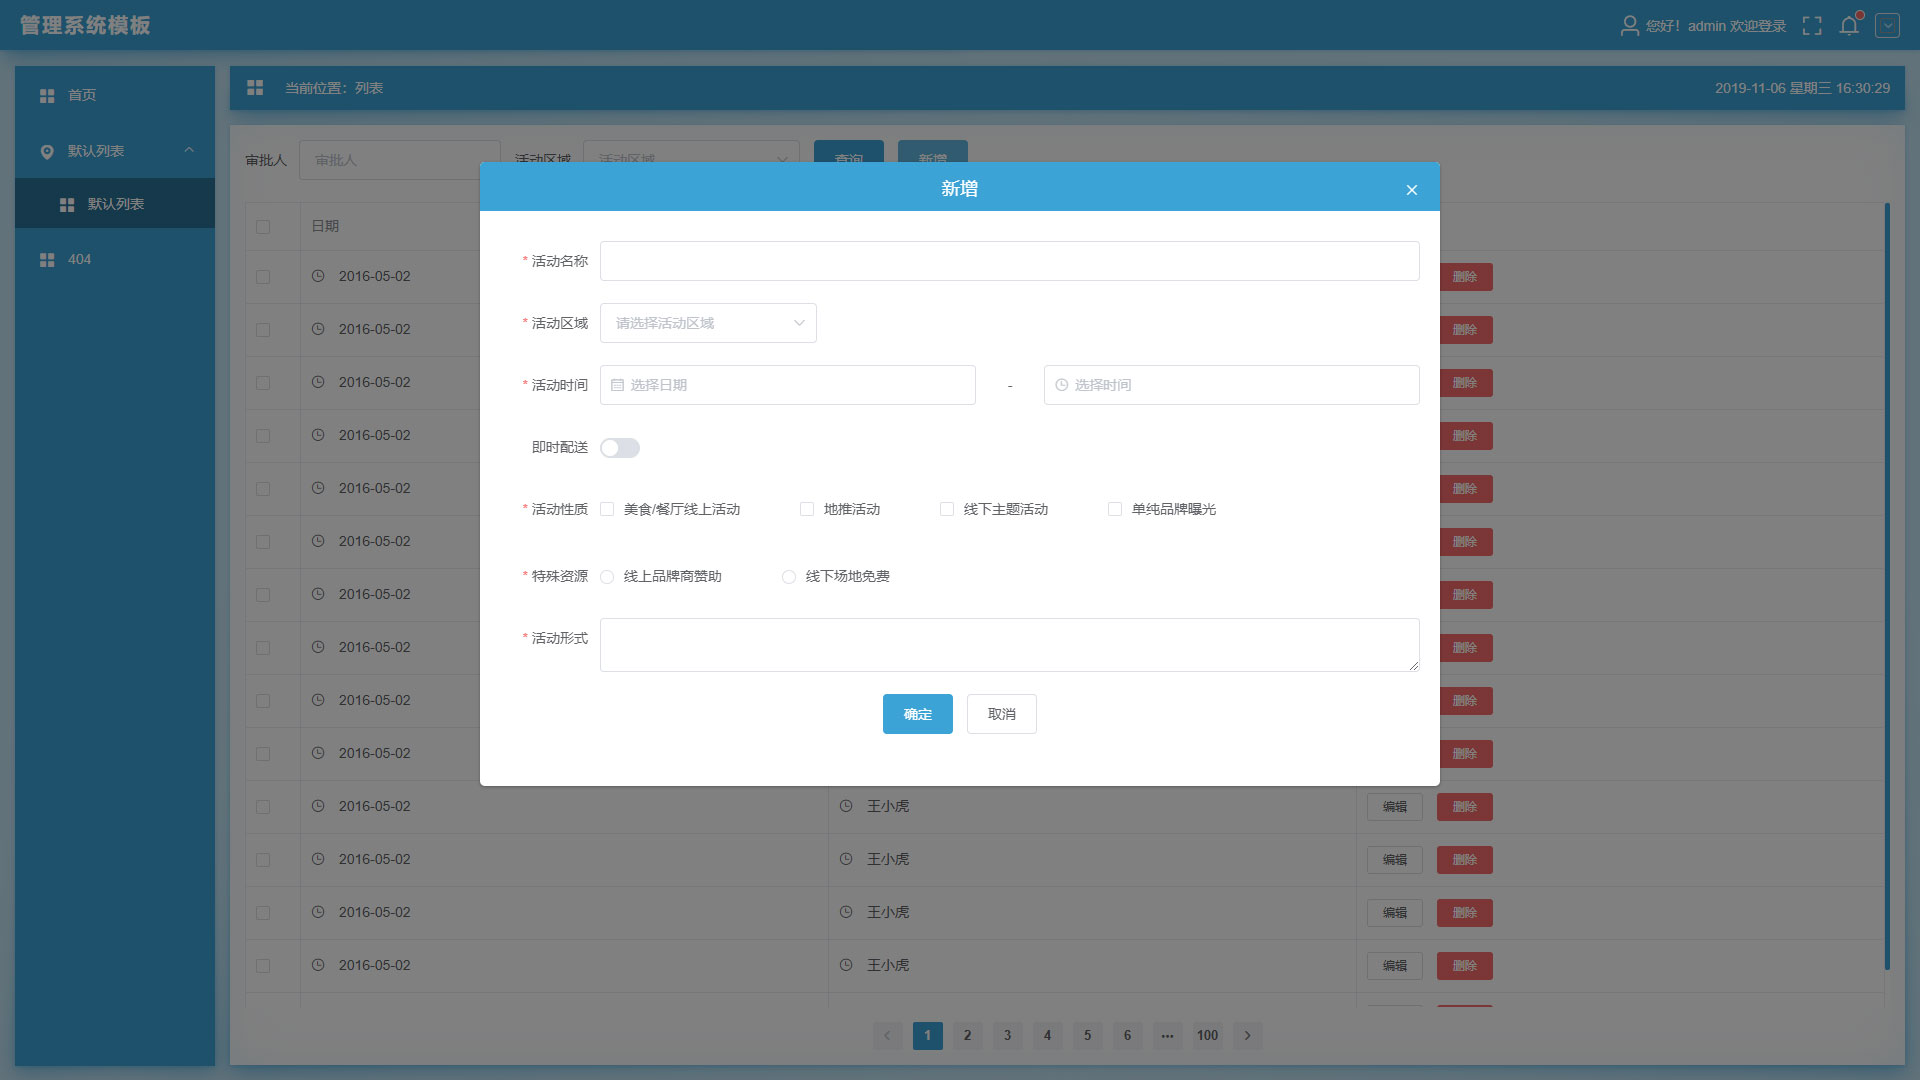 管理系统模板
您好！admin 欢迎登录
首页
默认列表
默认列表
404
当前位置：列表
2019-11-06 星期三 16:30:29
审批人 审批人 活动区域 活动区域 查询 新增
新增
日期
* 活动名称
* 活动区域 请选择活动区域
* 活动时间 选择日期 - 选择时间
即时配送
* 活动性质 美食/餐厅线上活动 地推活动 线下主题活动 单纯品牌曝光
* 特殊资源 线上品牌商赞助 线下场地免费
* 活动形式
确定 取消
2016-05-02 删除
2016-05-02 删除
2016-05-02 删除
2016-05-02 删除
2016-05-02 删除
2016-05-02 删除
2016-05-02 删除
2016-05-02 删除
2016-05-02 删除
2016-05-02 删除
2016-05-02 王小虎 编辑 删除
2016-05-02 王小虎 编辑 删除
2016-05-02 王小虎 编辑 删除
2016-05-02 王小虎 编辑 删除
1 2 3 4 5 6 ••• 100